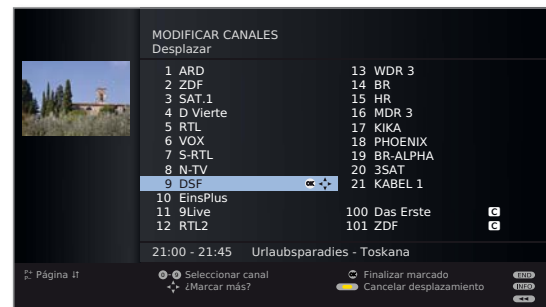 MODIFICAR CANALES
Desplazar
1 ARD
2 ZDF
3 SAT.1
4 D Vierte
5 RTL
6 VOX
7 S-RTL
8 N-TV
9 DSF OK
10 EinsPlus
11 9Live
12 RTL2
13 WDR 3
14 BR
15 HR
16 MDR 3
17 KIKA
18 PHOENIX
19 BR-ALPHA
20 3SAT
21 KABEL 1
100 Das Erste C
101 ZDF C
21:00 - 21:45 Urlaubsparadies - Toskana
P+ P- Página
0-9 Seleccionar canal
¿Marcar más?
OK Finalizar marcado
Cancelar desplazamiento
END
INFO